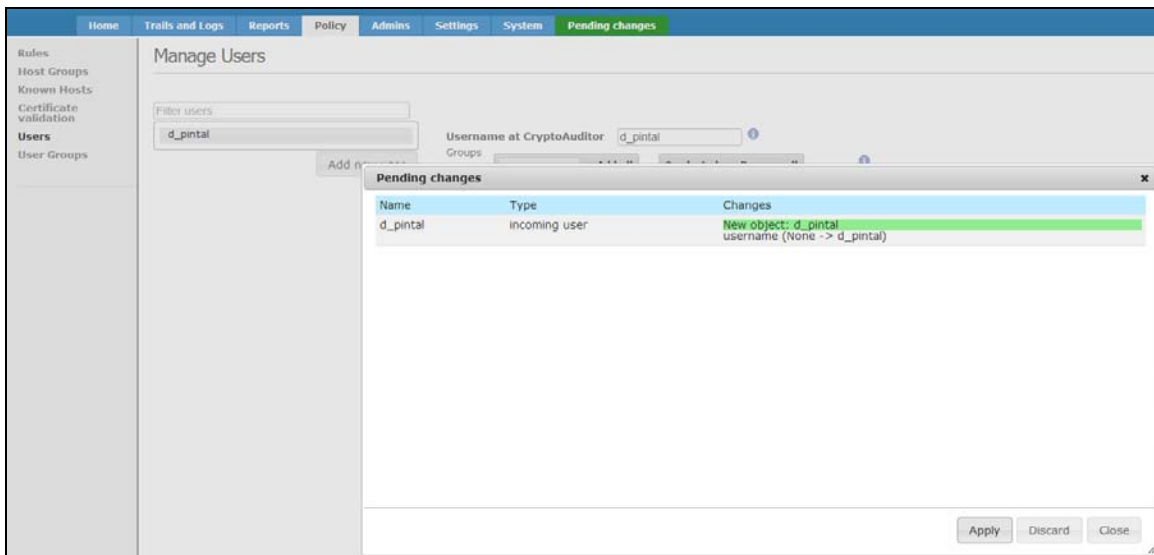 Home Trails and Logs Reports Policy Admins Settings System Pending changes
Rules
Host Groups
Known Hosts
Certificate
validation
Users
User Groups
Manage Users
Filter users
d_pintal
Username at CryptoAuditor d_pintal
Groups
Pending changes
Name Type Changes
d_pintal incoming user New object: d_pintal
username (None -> d_pintal)
Apply Discard Close